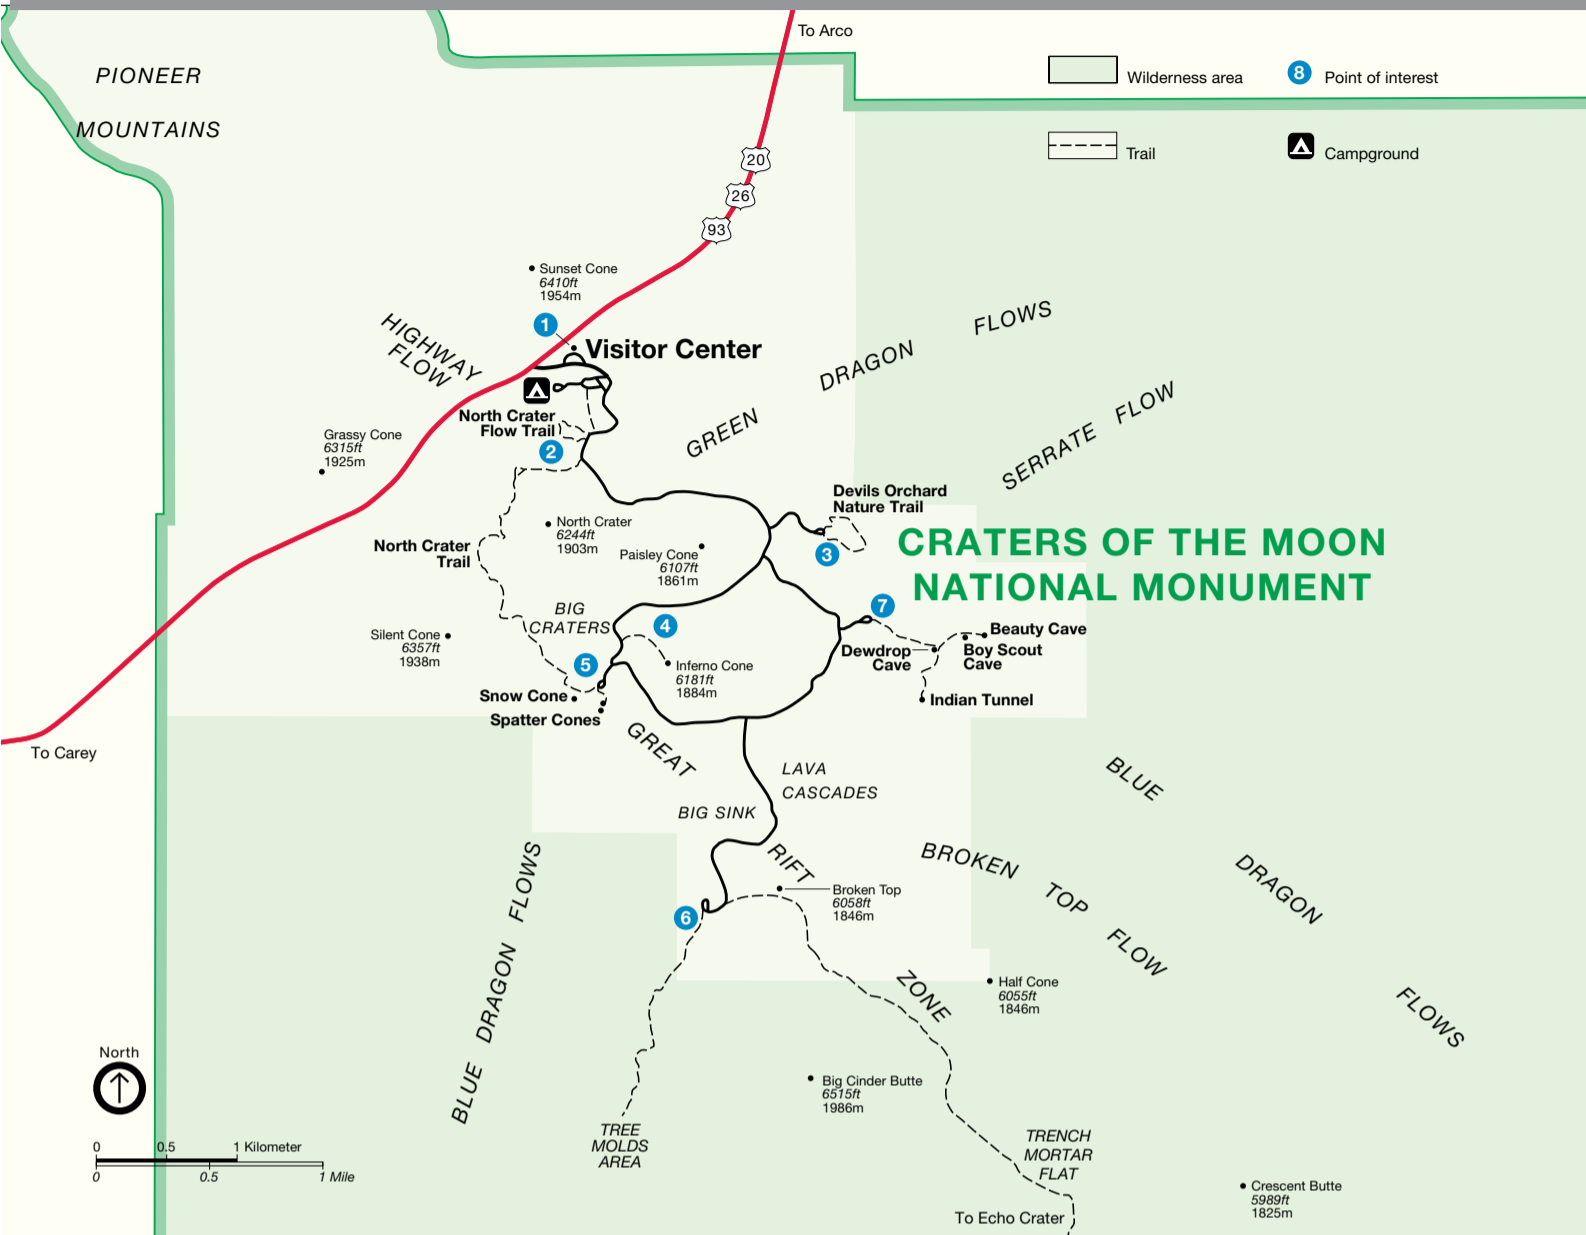 To Arco
PIONEER
MOUNTAINS
Wilderness area
8
Point of interest
Trail
Campground
20
26
93
Sunset Cone
6410ft
1954m
1
Visitor Center
HIGHWAY
FLOW
North Crater
Flow Trail
2
Grassy Cone
6315ft
1925m
GREEN DRAGON FLOWS
SERRATE FLOW
Devils Orchard
Nature Trail
3
CRATERS OF THE MOON
NATIONAL MONUMENT
North Crater
6244ft
1903m
Paisley Cone
6107ft
1861m
North Crater
Trail
BIG
CRATERS
4
7
Silent Cone
6357ft
1938m
5
Inferno Cone
6181ft
1884m
Beauty Cave
Dewdrop
Cave
Boy Scout
Cave
Indian Tunnel
Snow Cone
Spatter Cones
To Carey
GREAT RIFT ZONE
LAVA
CASCADES
BIG SINK
BLUE DRAGON FLOWS
BROKEN TOP FLOW
BLUE DRAGON FLOWS
Broken Top
6058ft
1846m
6
Half Cone
6055ft
1846m
North
Big Cinder Butte
6515ft
1986m
TREE
MOLDS
AREA
TRENCH
MORTAR
FLAT
0 0.5 1 Kilometer
0 0.5 1 Mile
Crescent Butte
5989ft
1825m
To Echo Crater